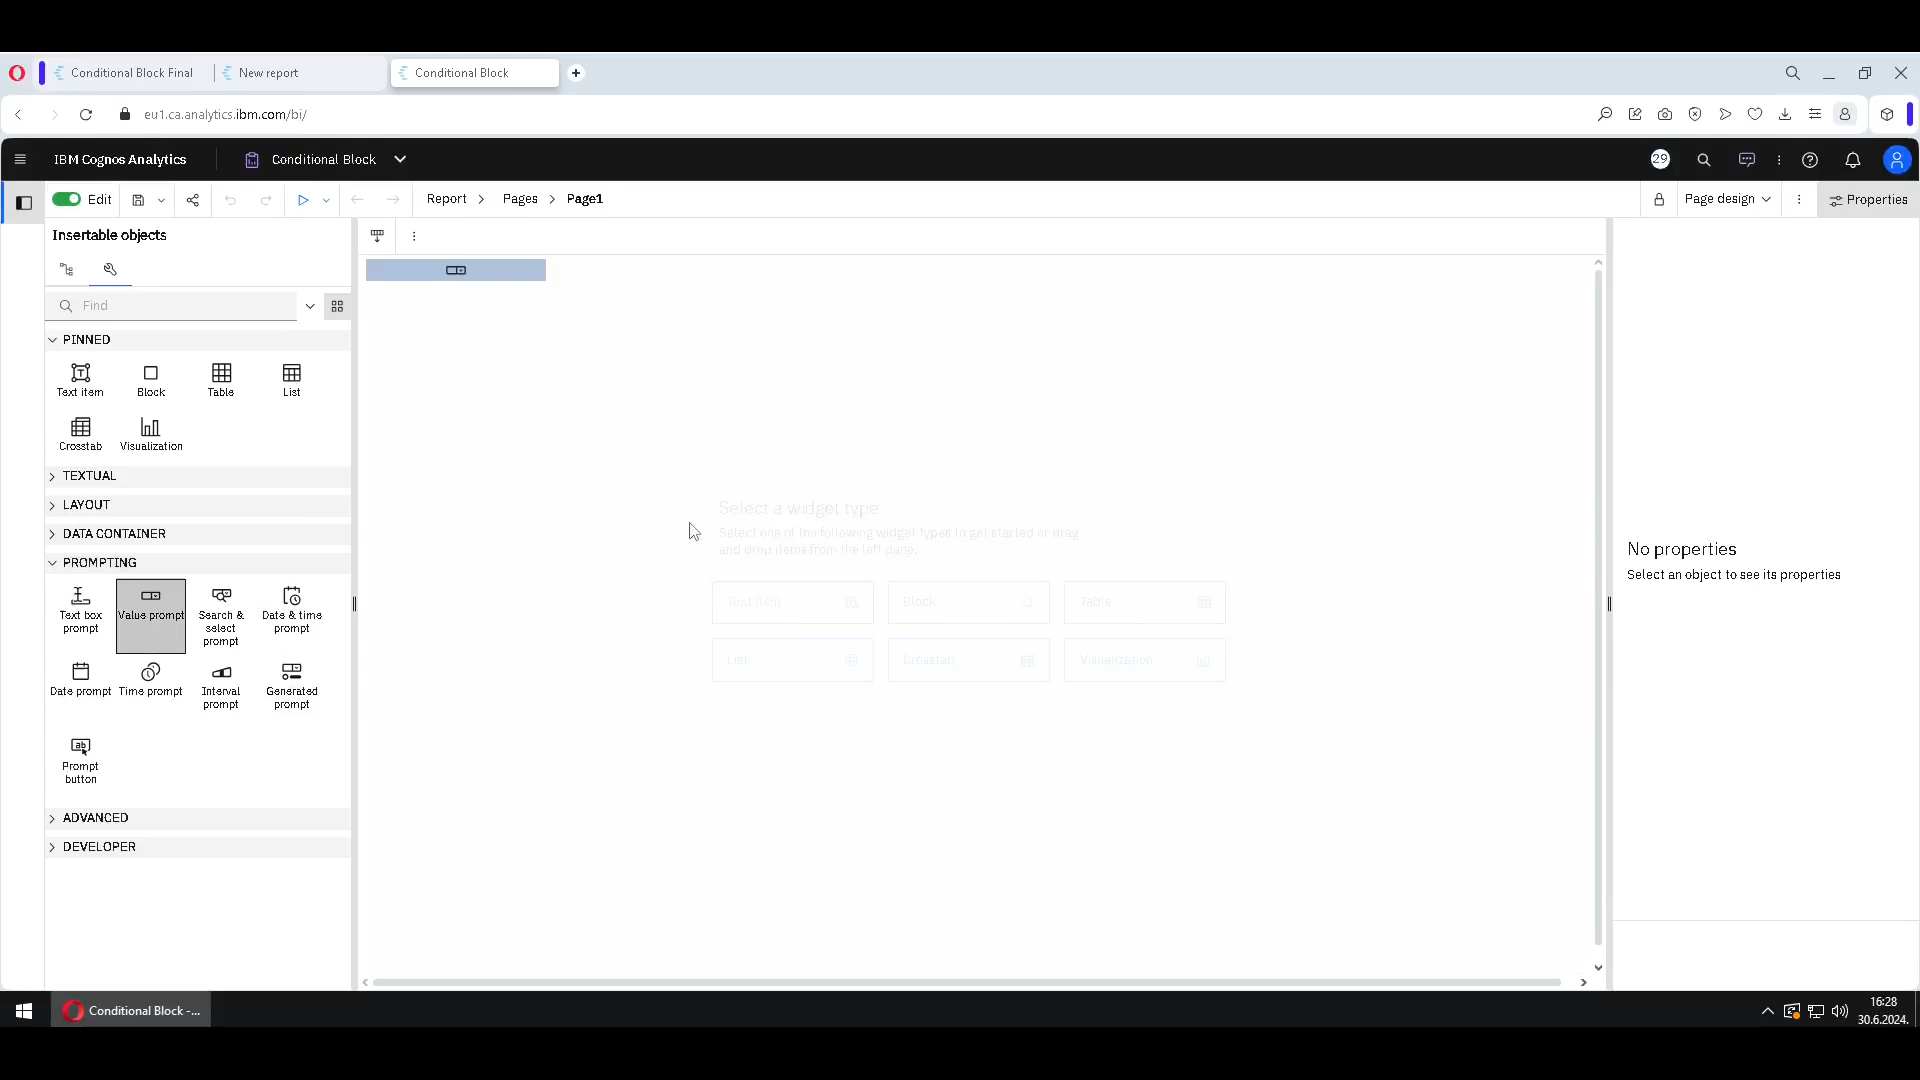 Conditional Block Final
New report
Conditional Block
eu1.ca.analytics.ibm.com/bi/
IBM Cognos Analytics
Conditional Block
29
Edit
Report
Pages
Page1
Page design
Properties
Insertable objects
Find
PINNED
Text item
Block
Table
List
Crosstab
Visualization
TEXTUAL
LAYOUT
DATA CONTAINER
PROMPTING
Text box
prompt
Value prompt
Search &
select
prompt
Date & time
prompt
Date prompt
Time prompt
Interval
prompt
Generated
prompt
Prompt
button
ADVANCED
DEVELOPER
Select a widget type
Select one of the following widget types to get started or drag
and drop items from the left pane.
Text item
Block
Table
List
Crosstab
Visualization
No properties
Select an object to see its properties
Conditional Block -...
16:28
30.6.2024.